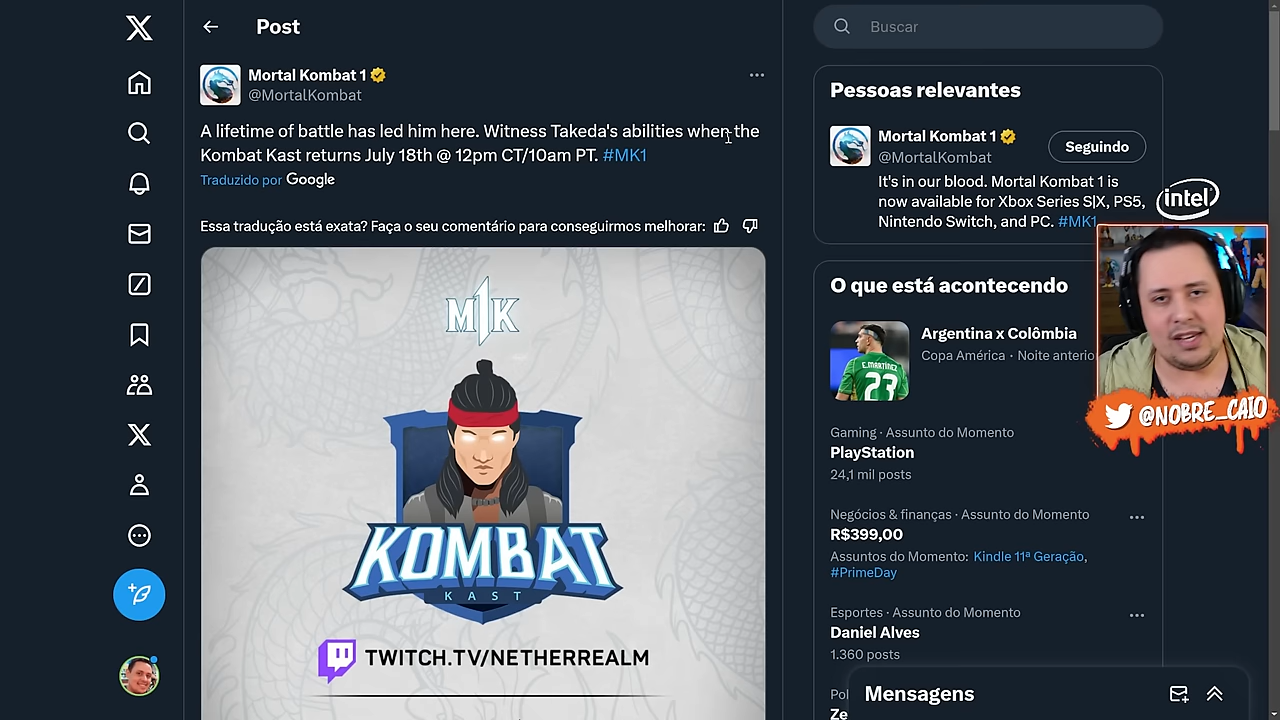 Post
Mortal Kombat 1
@MortalKombat
A lifetime of battle has led him here. Witness Takeda's abilities when the
Kombat Kast returns July 18th @ 12pm CT/10am PT. #MK1
Traduzido por Google
Essa tradução está exata? Faça o seu comentário para conseguirmos melhorar:
M1K
KOMBAT
KAST
TWITCH.TV/NETHERREALM
Buscar
Pessoas relevantes
Mortal Kombat 1
@MortalKombat
Seguindo
It's in our blood. Mortal Kombat 1 is
now available for Xbox Series S|X, PS5,
Nintendo Switch, and PC. #MK1
intel
O que está acontecendo
Argentina x Colômbia
Copa América · Noite anterio
E.MARTÍNEZ
23
@NOBRE_CAIO
Gaming · Assunto do Momento
PlayStation
24,1 mil posts
Negócios & finanças · Assunto do Momento
R$399,00
Assuntos do Momento: Kindle 11ª Geração,
#PrimeDay
Esportes · Assunto do Momento
Daniel Alves
1.360 posts
Pol
Ze
Mensagens